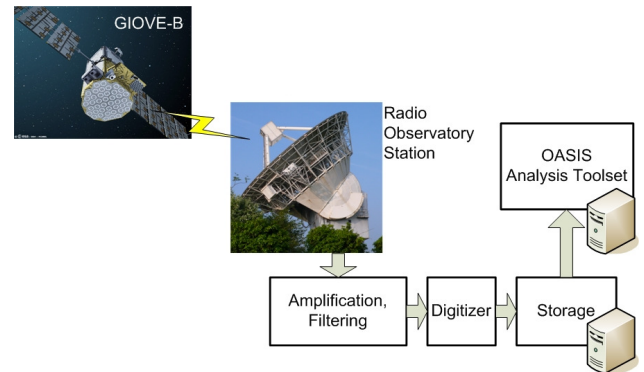 GIOVE-B
Radio
Observatory
Station
OASIS
Analysis Toolset
Amplification,
Filtering
Digitizer
Storage